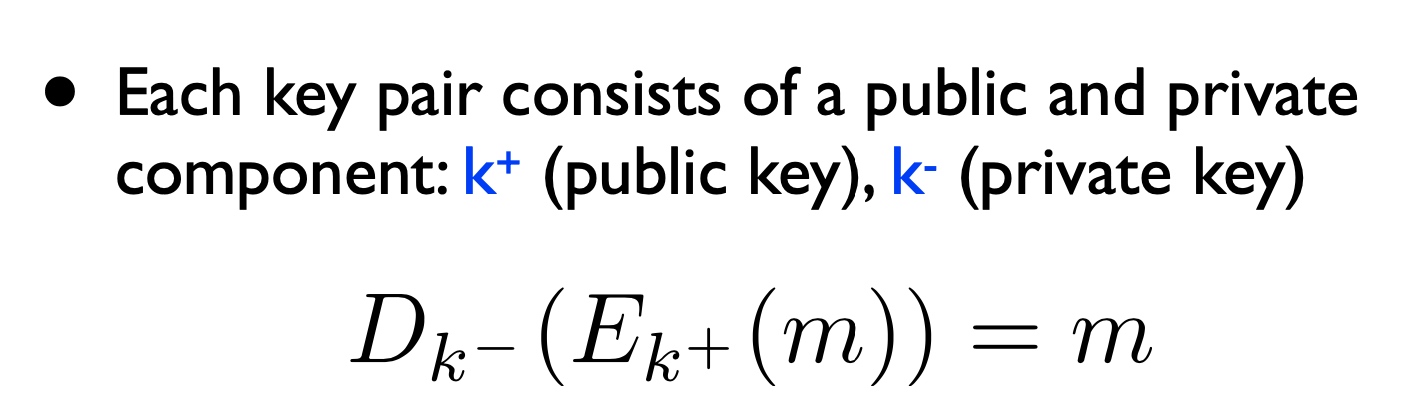 • Each key pair consists of a public and private
component: k⁺ (public key), k⁻ (private key)
D_{k^-}(E_{k^+}(m)) = m